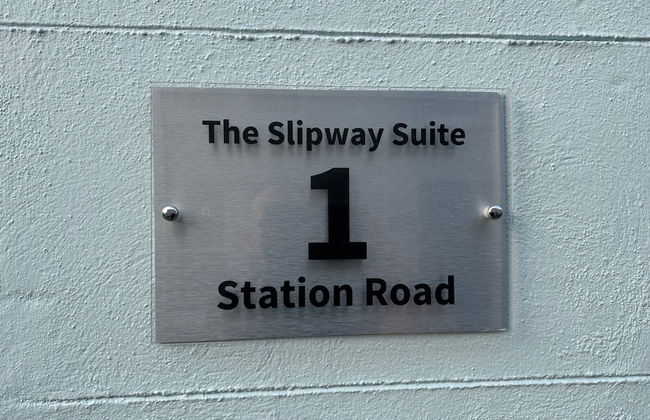 The Slipway Suite
1
Station Road